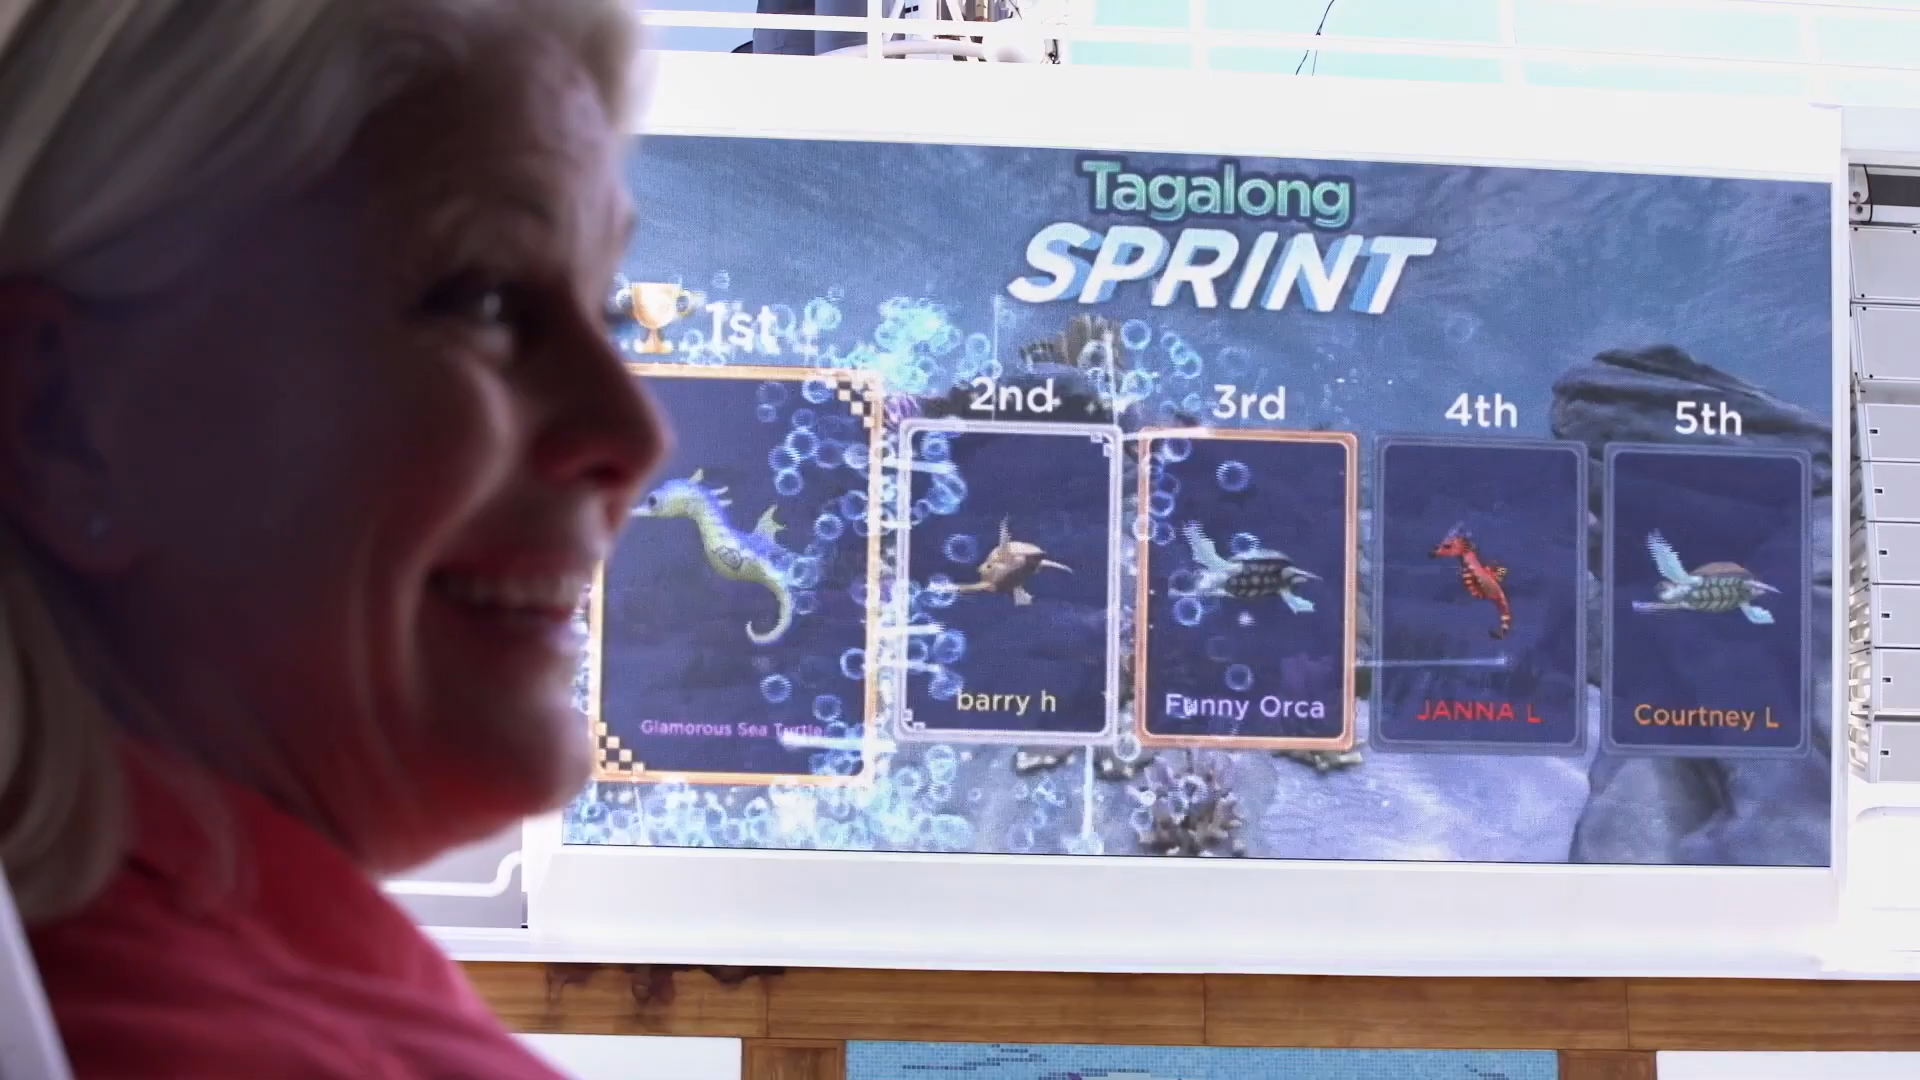 Tagalong
SPRINT
1st
2nd
3rd
4th
5th
Glamorous Sea Turtle
barry h
Funny Orca
JANNA L
Courtney L